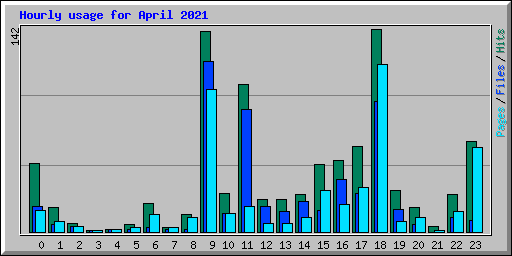 Hourly usage for April 2021
142
Pages/Files/Hits
0 1 2 3 4 5 6 7 8 9 10 11 12 13 14 15 16 17 18 19 20 21 22 23